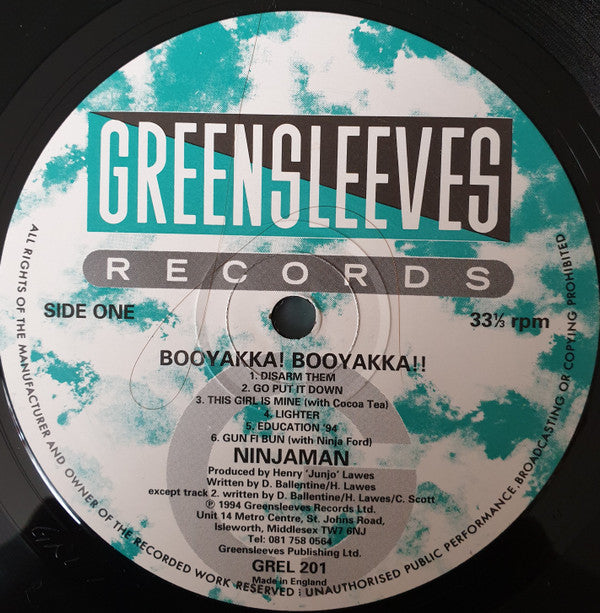 GREENSLEEVES
RECORDS
SIDE ONE
33⅓ rpm
BOOYAKKA! BOOYAKKA!!
1. DISARM THEM
2. GO PUT IT DOWN
3. THIS GIRL IS MINE (with Cocoa Tea)
4. LIGHTER
5. EDUCATION '94
6. GUN FI BUN (with Ninja Ford)
NINJAMAN
Produced by Henry 'Junjo' Lawes
Written by D. Ballentine/H. Lawes
except track 2. written by D. Ballentine/H. Lawes/C. Scott
℗ 1994 Greensleeves Records Ltd.
Unit 14 Metro Centre, St. Johns Road,
Isleworth, Middlesex TW7 6NJ
Tel: 081 758 0564
Greensleeves Publishing Ltd.
GREL 201
Made in England
ALL RIGHTS OF THE MANUFACTURER AND OWNER OF THE RECORDED WORK RESERVED : UNAUTHORISED PUBLIC PERFORMANCE, BROADCASTING OR COPYING PROHIBITED